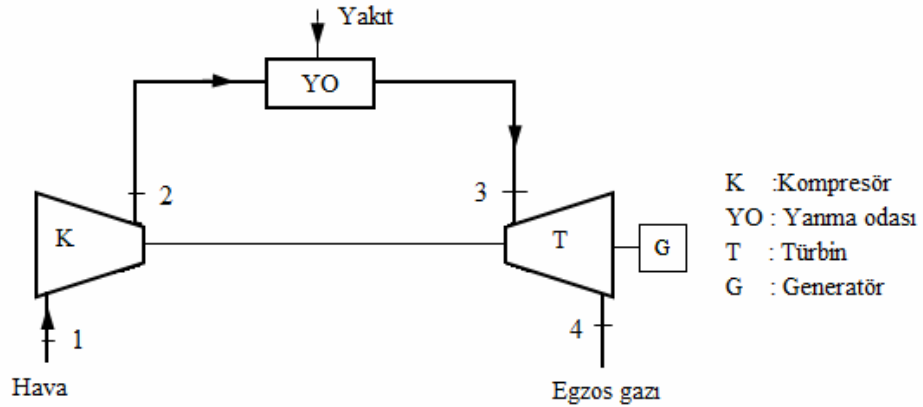 Yakıt
YO
2
3
K
T
G
1
4
Hava
Egzos gazı
K :Kompresör
YO : Yanma odası
T : Türbin
G : Generatör